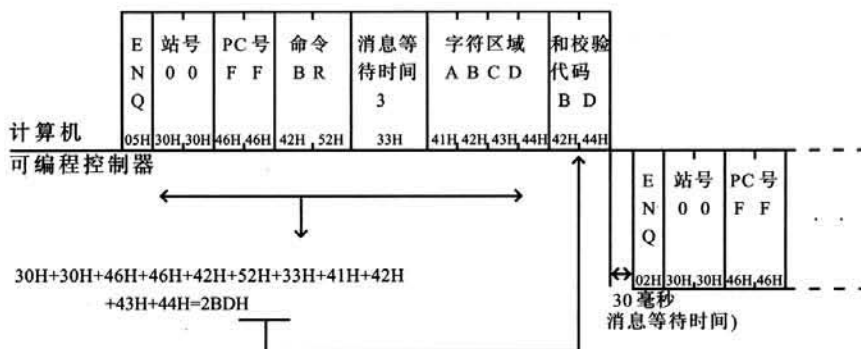 E N Q 站号 PC号 命令 消息等待时间 字符区域 和校验代码
0 0 F F B R 3 A B C D B D
05H 30H 30H 46H 46H 42H 52H 33H 41H 42H 43H 44H 42H 44H
计算机
可编程控制器
E N Q 站号 PC号
0 0 F F
02H 30H 30H 46H 46H
30H+30H+46H+46H+42H+52H+33H+41H+42H
+43H+44H=2BDH
30毫秒
消息等待时间)